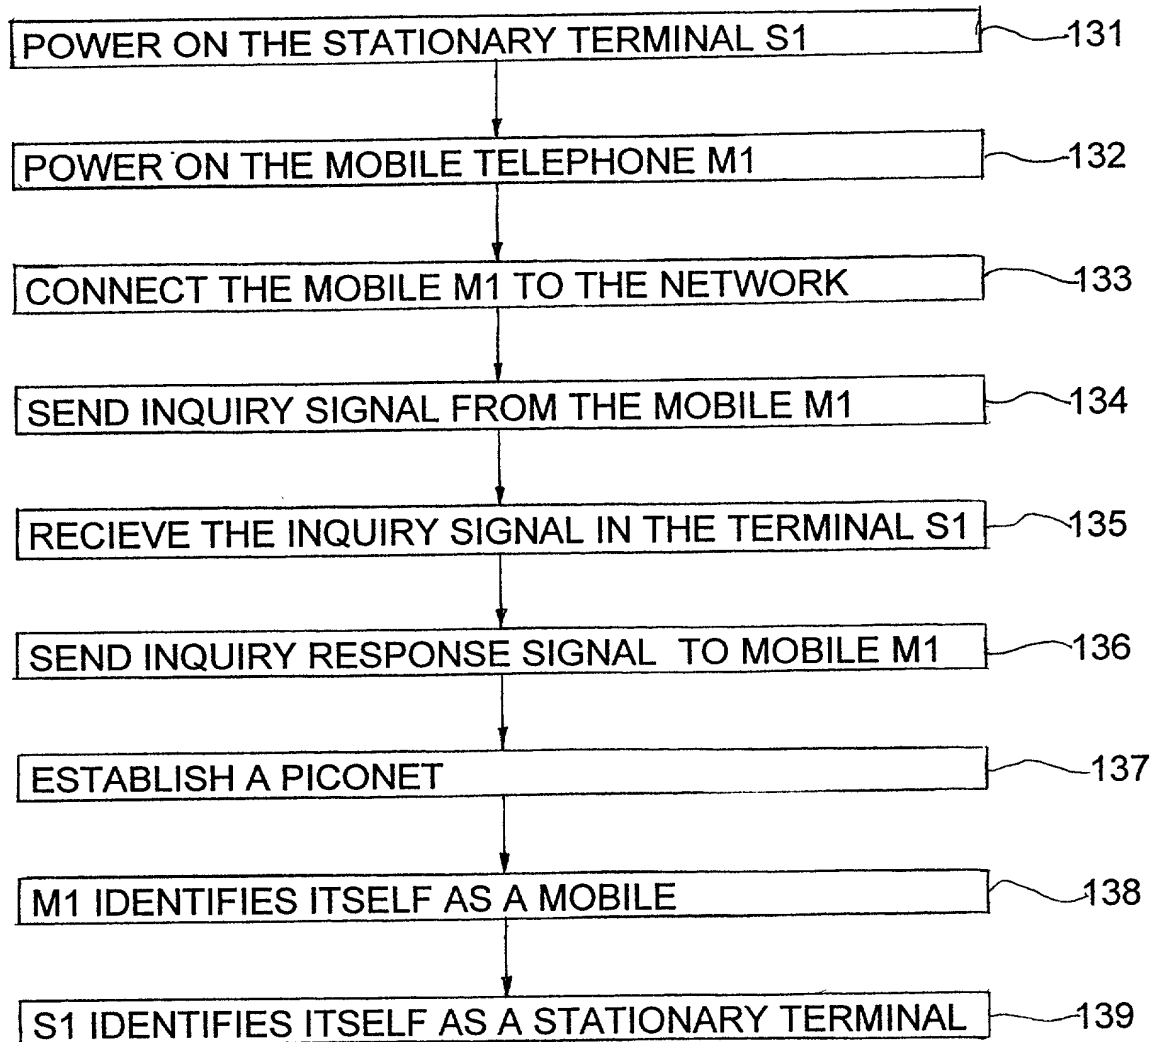 POWER ON THE STATIONARY TERMINAL S1 131
POWER ON THE MOBILE TELEPHONE M1 132
CONNECT THE MOBILE M1 TO THE NETWORK 133
SEND INQUIRY SIGNAL FROM THE MOBILE M1 134
RECIEVE THE INQUIRY SIGNAL IN THE TERMINAL S1 135
SEND INQUIRY RESPONSE SIGNAL TO MOBILE M1 136
ESTABLISH A PICONET 137
M1 IDENTIFIES ITSELF AS A MOBILE 138
S1 IDENTIFIES ITSELF AS A STATIONARY TERMINAL 139